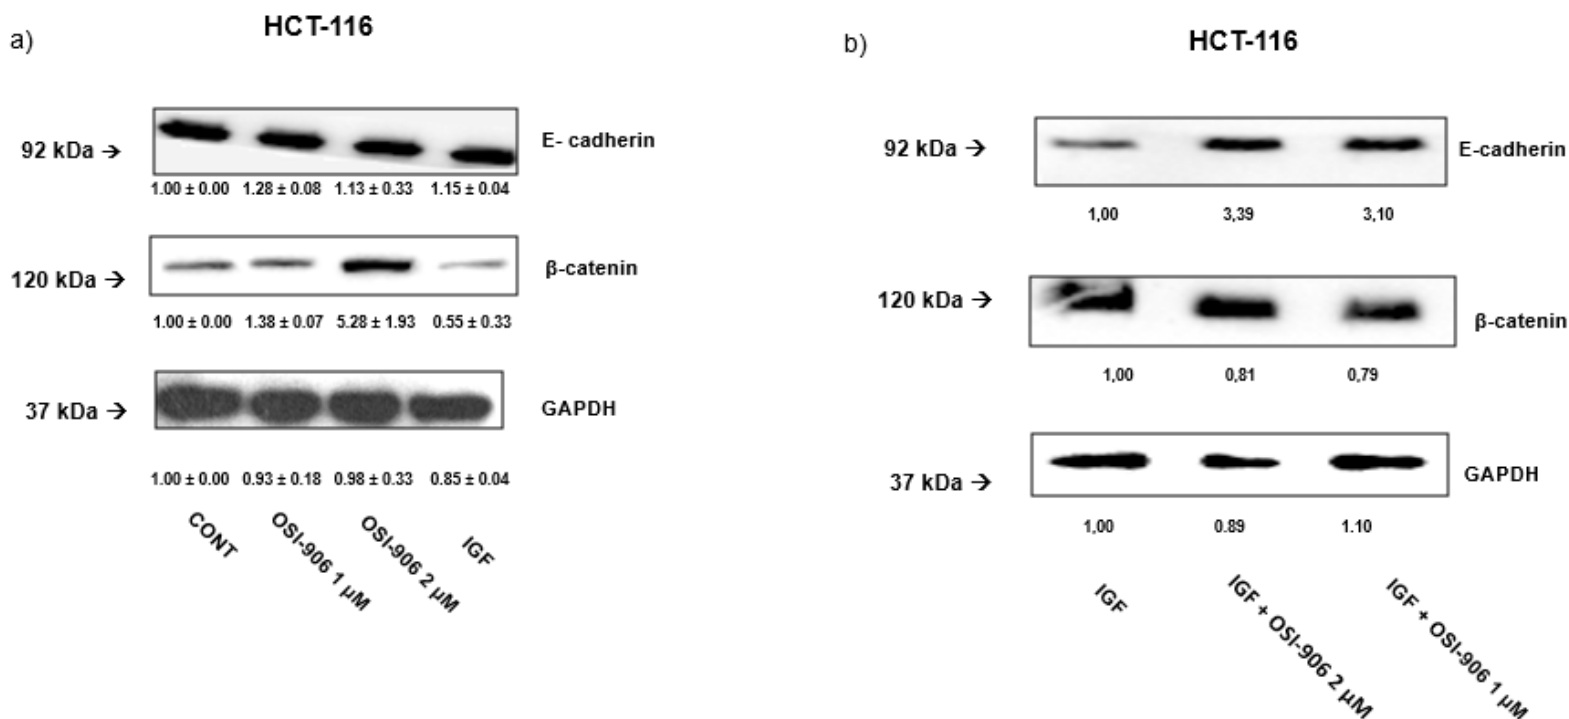 a)
HCT-116
92 kDa →
E- cadherin
1.00 ± 0.00 1.28 ± 0.08 1.13 ± 0.33 1.15 ± 0.04
120 kDa →
β-catenin
1.00 ± 0.00 1.38 ± 0.07 5.28 ± 1.93 0.55 ± 0.33
37 kDa →
GAPDH
1.00 ± 0.00 0.93 ± 0.18 0.98 ± 0.33 0.85 ± 0.04
CONT
OSI-906 1 µM
OSI-906 2 µM
IGF
b)
HCT-116
92 kDa →
E-cadherin
1,00 3,39 3,10
120 kDa →
β-catenin
1,00 0,81 0,79
37 kDa →
GAPDH
1,00 0.89 1.10
IGF
IGF + OSI-906 2 µM
IGF + OSI-906 1 µM